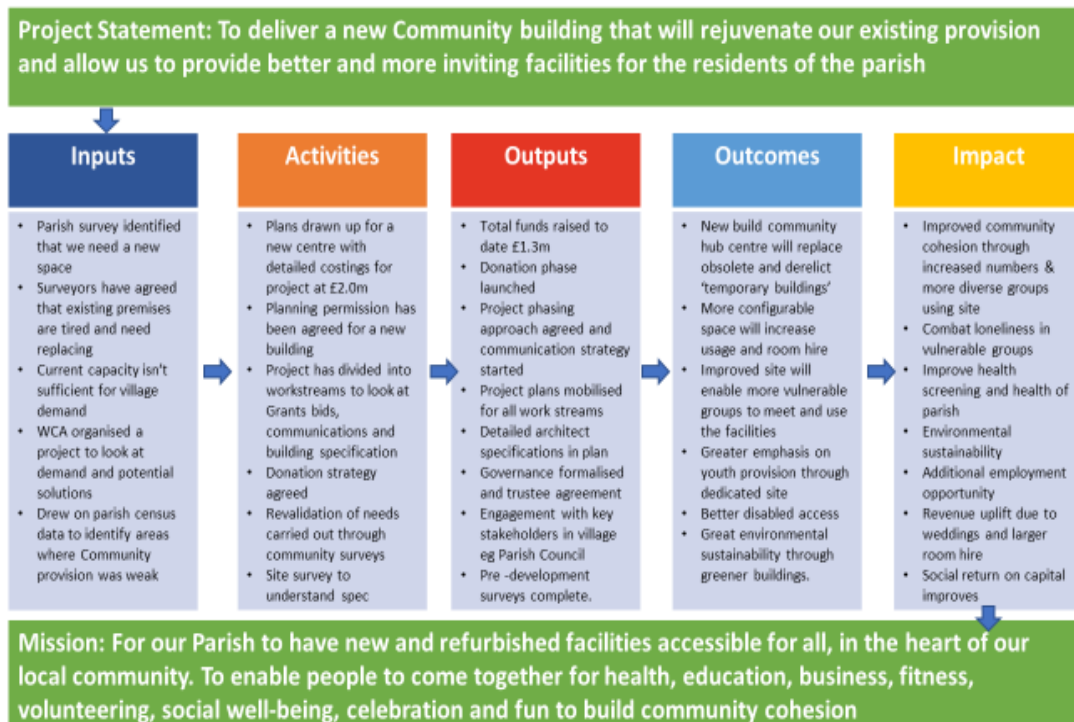 Project Statement: To deliver a new Community building that will rejuvenate our existing provision
and allow us to provide better and more inviting facilities for the residents of the parish
Inputs
• Parish survey identified
that we need a new
space
• Surveyors have agreed
that existing premises
are tired and need
replacing
• Current capacity isn't
sufficient for village
demand
• WCA organised a
project to look at
demand and potential
solutions
• Drew on parish census
data to identify areas
where Community
provision was weak
Activities
• Plans drawn up for a
new centre with
detailed costings for
project at £2.0m
• Planning permission has
been agreed for a new
building
• Project has divided into
workstreams to look at
Grants bids,
communications and
building specification
• Donation strategy
agreed
• Revalidation of needs
carried out through
community surveys
• Site survey to
understand spec
Outputs
• Total funds raised to
date £1.3m
• Donation phase
launched
• Project phasing
approach agreed and
communication strategy
started
• Project plans mobilised
for all work streams
• Detailed architect
specifications in plan
• Governance formalised
and trustee agreement
• Engagement with key
stakeholders in village
eg Parish Council
• Pre -development
surveys complete.
Outcomes
• New build community
hub centre will replace
obsolete and derelict
'temporary buildings'
• More configurable
space will increase
usage and room hire
• Improved site will
enable more vulnerable
groups to meet and use
the facilities
• Greater emphasis on
youth provision through
dedicated site
• Better disabled access
• Great environmental
sustainability through
greener buildings.
Impact
• Improved community
cohesion through
increased numbers &
more diverse groups
using site
• Combat loneliness in
vulnerable groups
• Improve health
screening and health of
parish
• Environmental
sustainability
• Additional employment
opportunity
• Revenue uplift due to
weddings and larger
room hire
• Social return on capital
improves
Mission: For our Parish to have new and refurbished facilities accessible for all, in the heart of our
local community. To enable people to come together for health, education, business, fitness,
volunteering, social well-being, celebration and fun to build community cohesion